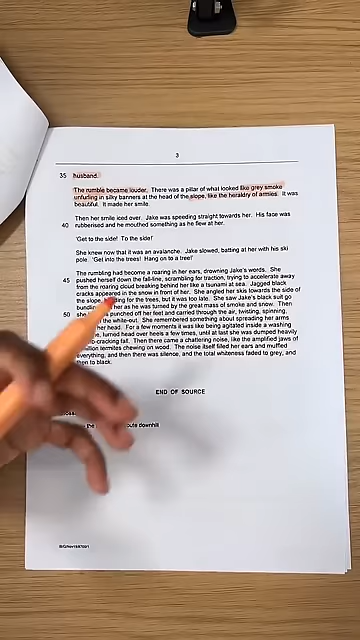 3
35 husband.
The rumble became louder. There was a pillar of what looked like grey smoke
unfurling in silky banners at the head of the slope, like the heraldry of armies. It was
beautiful. It made her smile.
Then her smile iced over. Jake was speeding straight towards her. His face was
40 rubberised and he mouthed something as he flew at her.
'Get to the side! To the side!'
She knew now that it was an avalanche. Jake slowed, batting at her with his ski
pole. 'Get into the trees! Hang on to a tree!'
The rumbling had become a roaring in her ears, drowning Jake's words. She
45 pushed herself down the fall-line, scrambling for traction, trying to accelerate away
from the roaring cloud breaking behind her like a tsunami at sea. Jagged black
cracks appeared in the snow in front of her. She angled her skis towards the side of
the slope, for the trees, but it was too late. She saw Jake's black suit go
her as he was turned by the great mass of smoke and snow. Then
50 she punched off her feet and carried through the air, twisting, spinning,
the white-out. She remembered something about spreading her arms
her head. For a few moments it was like being agitated inside a washing
turned head over heels a few times, until at last she was dumped heavily
cracking fall. Then there came a chattering noise, like the amplified jaws of
termites chewing on wood. The noise itself filled her ears and muffled
everything, and then there was silence, and the total whiteness faded to grey, and
then to black.
END OF SOURCE
the
downhill
IB/G/Nov19/8700/1